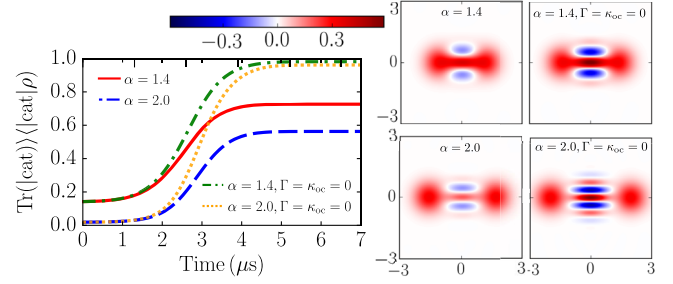 −0.3 0.0 0.3
Tr(|cat⟩⟩⟨⟨cat|ρ)
1.0
0.8
0.6
0.4
0.2
0.0
α = 1.4
α = 2.0
α = 1.4, Γ = κoc = 0
α = 2.0, Γ = κoc = 0
0 1 2 3 4 5 6 7
Time (μs)
α = 1.4
3
0
−3
α = 1.4, Γ = κoc = 0
α = 2.0
3
0
−3
−3 0 3
α = 2.0, Γ = κoc = 0
−3 0 3